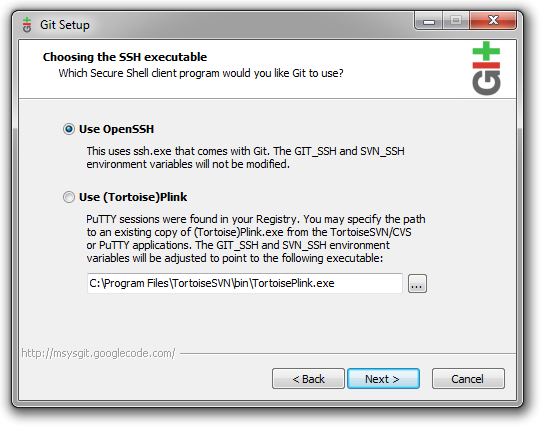 Git Setup
Choosing the SSH executable
Which Secure Shell client program would you like Git to use?
GIT
Use OpenSSH
This uses ssh.exe that comes with Git. The GIT_SSH and SVN_SSH
environment variables will not be modified.
Use (Tortoise)Plink
PuTTY sessions were found in your Registry. You may specify the path
to an existing copy of (Tortoise)Plink.exe from the TortoiseSVN/CVS
or PuTTY applications. The GIT_SSH and SVN_SSH environment
variables will be adjusted to point to the following executable:
C:\Program Files\TortoiseSVN\bin\TortoisePlink.exe
...
http://msysgit.googlecode.com/
< Back
Next >
Cancel